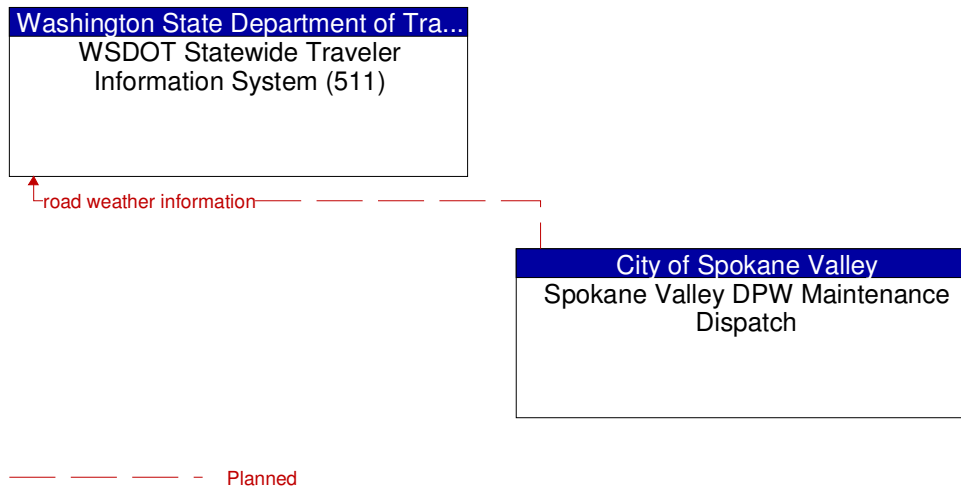 Washington State Department of Tra...
WSDOT Statewide Traveler
Information System (511)
road weather information
City of Spokane Valley
Spokane Valley DPW Maintenance
Dispatch
Planned